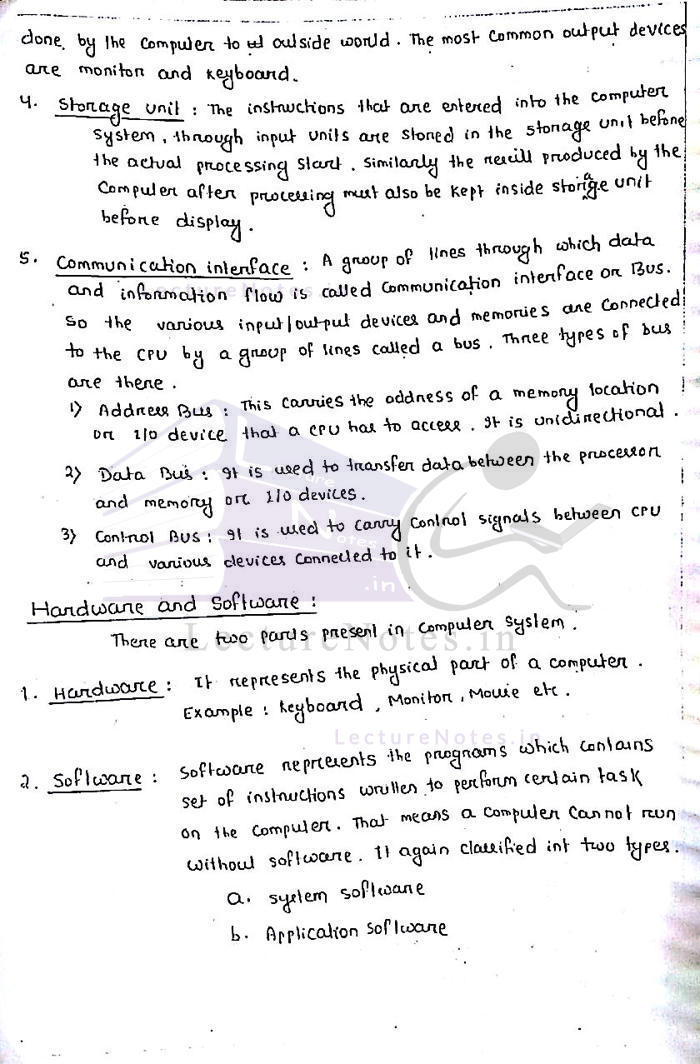 done by the computer to outside world. The most common output devices
are monitor and keyboard.
4. Storage unit : The instructions that are entered into the computer
system, through input units are stored in the storage unit before
the actual processing start. Similarly the result produced by the
Computer after processing must also be kept inside storage unit
before display.
5. Communication interface : A group of lines through which data
and information flow is called Communication interface or Bus.
So the various input/output devices and memories are connected
to the CPU by a group of lines called a bus. Three types of bus
are there.
1) Address Bus : This carries the address of a memory location
or I/O device that a CPU has to access. It is unidirectional.
2) Data Bus : It is used to transfer data between the processor
and memory or I/O devices.
3) Control Bus : It is used to carry control signals between CPU
and various devices connected to it.
.in
Hardware and Software :
There are two parts present in computer system.
LectureNotes.in
1. Hardware : It represents the physical part of a computer.
Example : Keyboard, Monitor, Mouse etc.
LectureNotes.in
2. Software : Software represents the programs which contains
set of instructions written to perform certain task
on the computer. That means a computer cannot run
without software. It again classified int two types.
a. system software
b. Application software